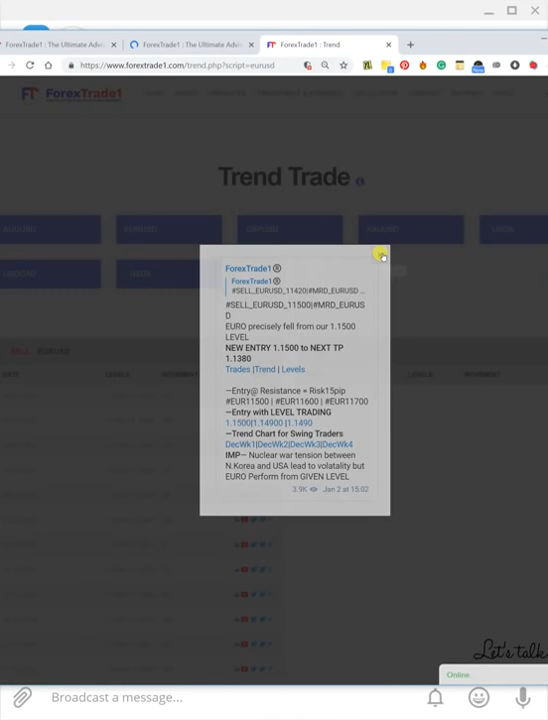 ForexTrade1 : The Ultimate Advi
ForexTrade1 : The Ultimate Advi
ForexTrade1 : Trend
https://www.forextrade1.com/trend.php?script=eurusd
ForexTrade1
Trend Trade
ForexTrade1®
ForexTrade1®
#SELL_EURUSD_11420|#MRD_EURUSD ...
#SELL_EURUSD_11500|#MRD_EURUS
D
EURO precisely fell from our 1.1500
LEVEL
NEW ENTRY 1.1500 to NEXT TP
1.1380
Trades |Trend | Levels
—Entry@ Resistance = Risk15pip
#EUR11500 | #EUR11600 | #EUR11700
—Entry with LEVEL TRADING
1.1500|1.14900 |1.1490
—Trend Chart for Swing Traders
DecWk1|DecWk2|DecWk3|DecWk4
IMP— Nuclear war tension between
N.Korea and USA lead to volatality but
EURO Perform from GIVEN LEVEL
3.9K Jan 2 at 15:02
SELL EURUSD
Let's talk
Online
Broadcast a message...